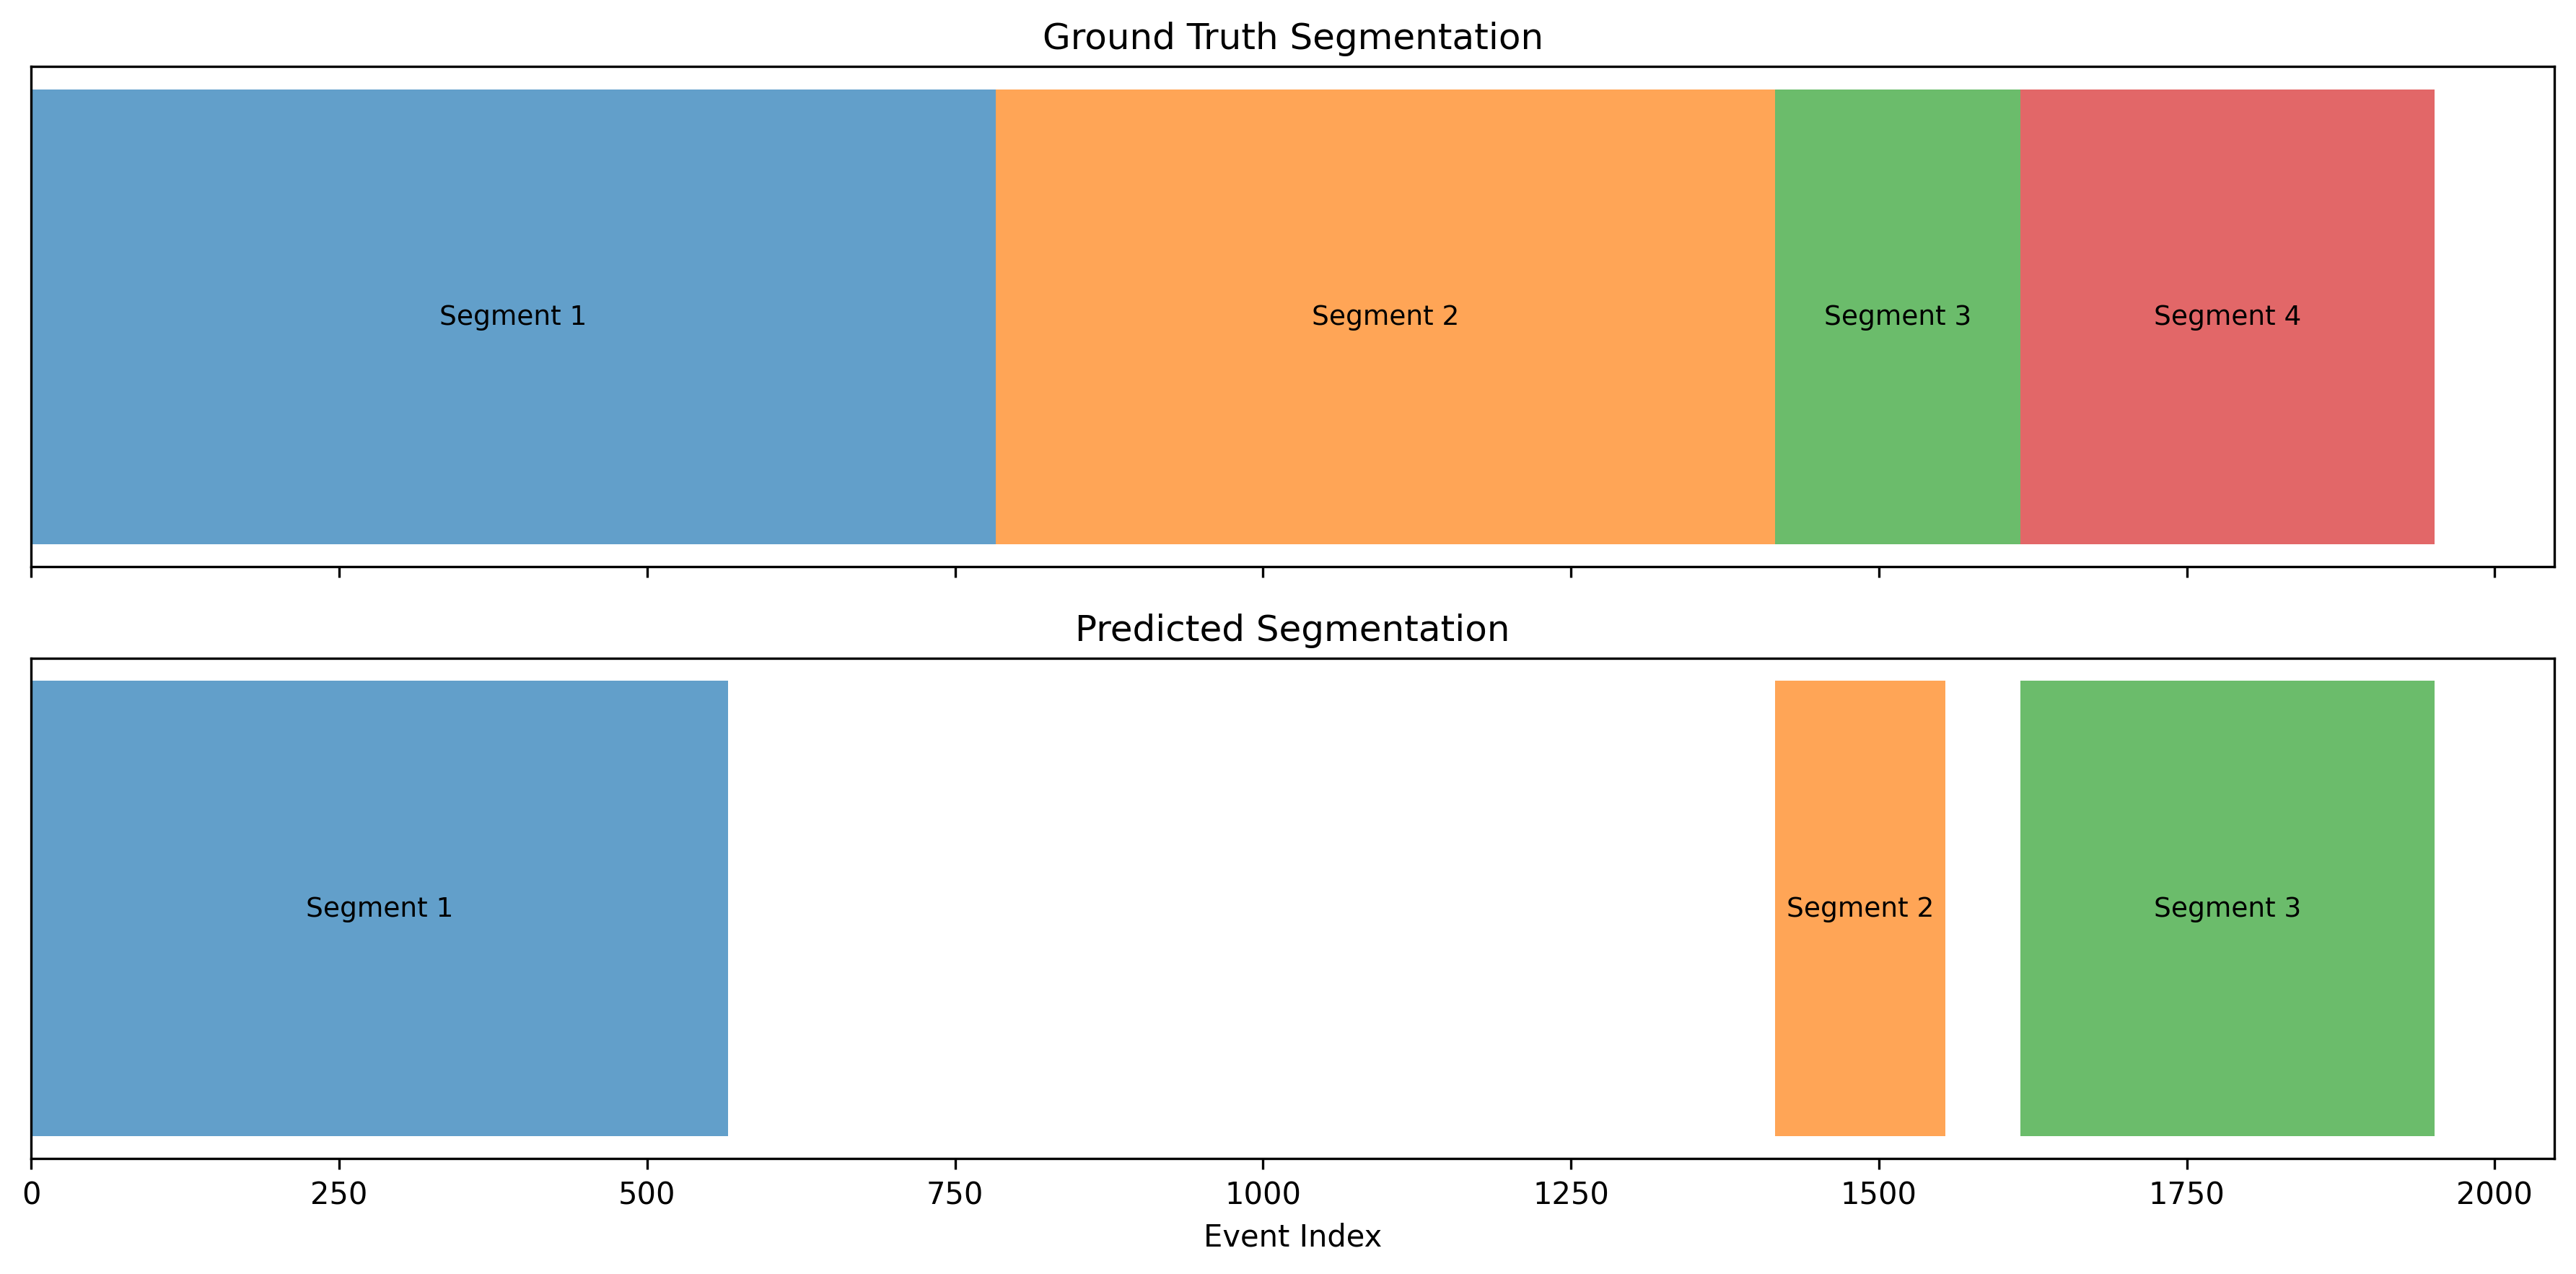 Ground Truth Segmentation
Segment 1
Segment 2
Segment 3
Segment 4
Predicted Segmentation
Segment 1
Segment 2
Segment 3
0
250
500
750
1000
1250
1500
1750
2000
Event Index